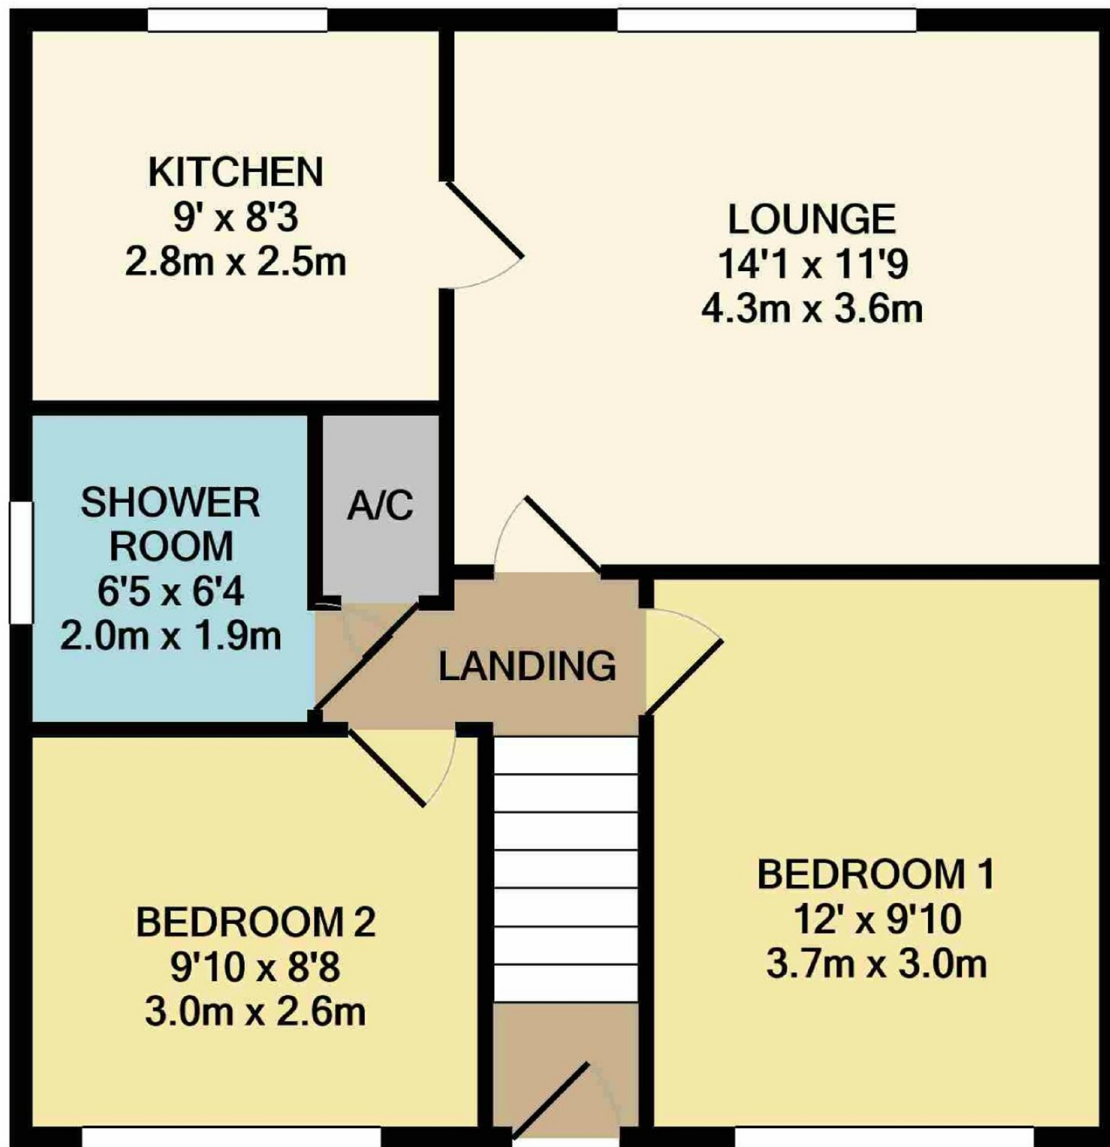 KITCHEN
9' x 8'3
2.8m x 2.5m
LOUNGE
14'1 x 11'9
4.3m x 3.6m
SHOWER
ROOM
6'5 x 6'4
2.0m x 1.9m
A/C
LANDING
BEDROOM 1
12' x 9'10
3.7m x 3.0m
BEDROOM 2
9'10 x 8'8
3.0m x 2.6m